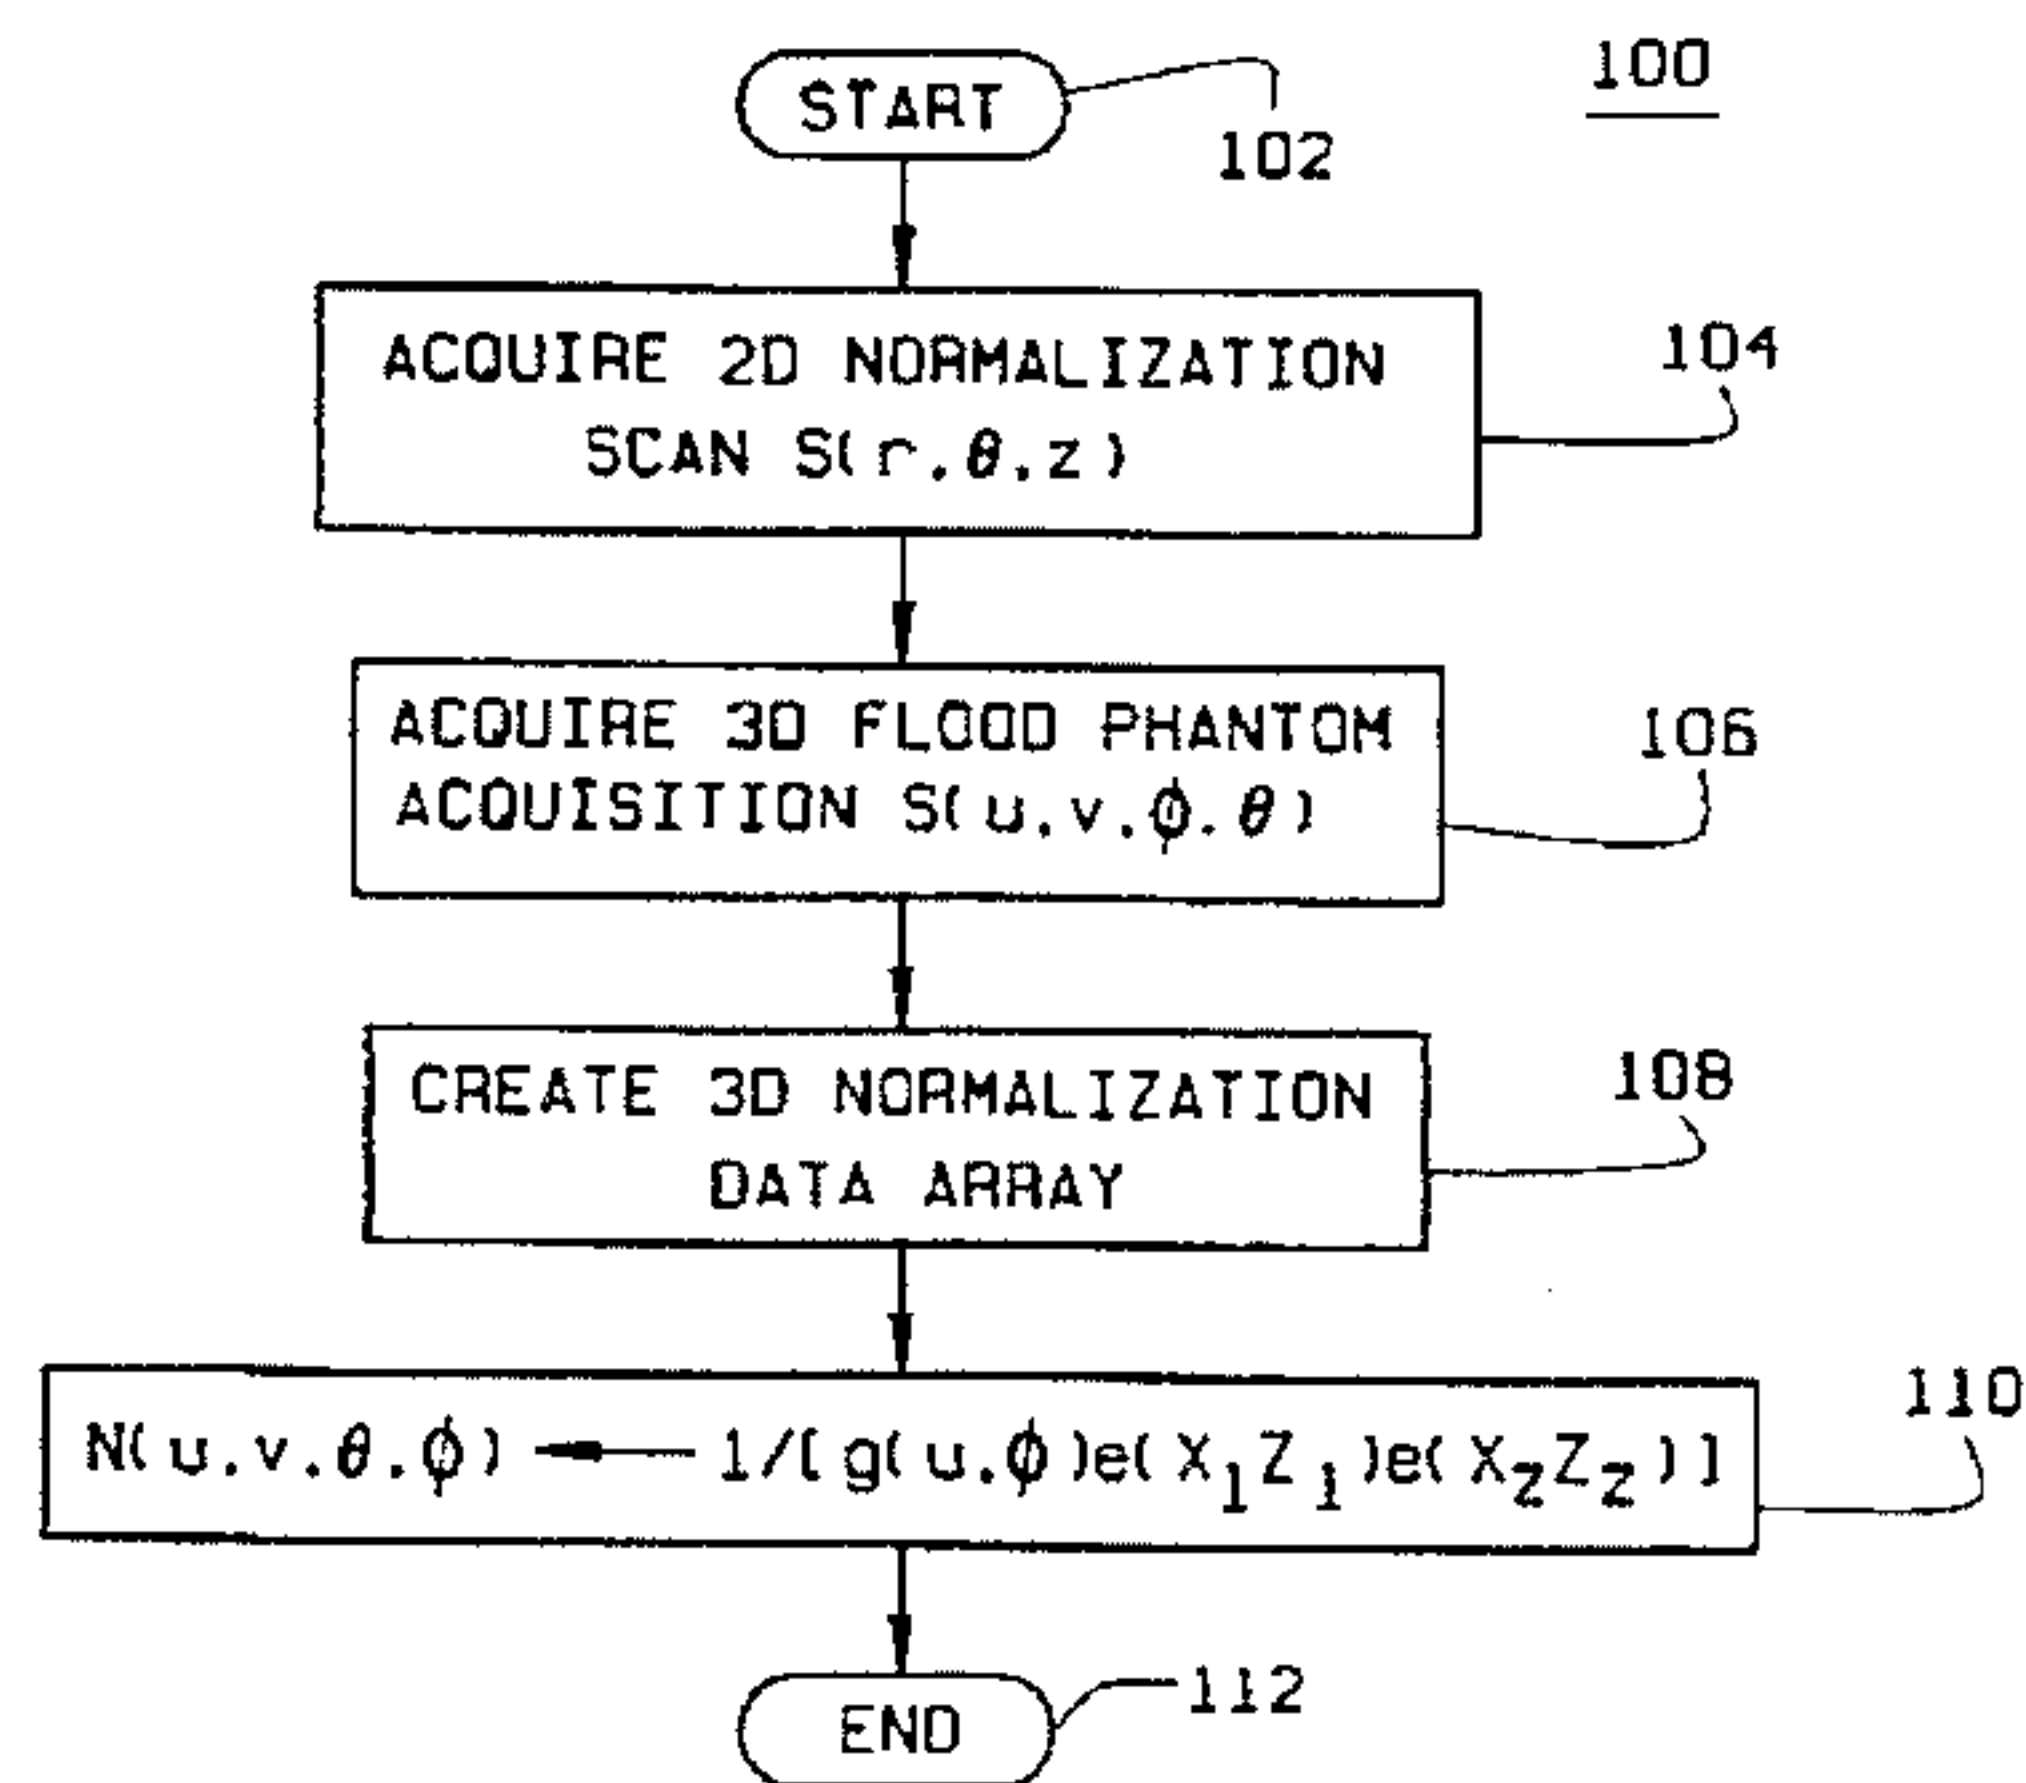 100
START
102
ACQUIRE 2D NORMALIZATION
SCAN S(r.θ.z)
104
ACQUIRE 3D FLOOD PHANTOM
ACQUISITION S(u.v.ϕ.θ)
106
CREATE 3D NORMALIZATION
DATA ARRAY
108
N(u.v.θ.ϕ) ← 1/[g(u.ϕ)e(X₁Z₁)e(X₂Z₂)]
110
END
112